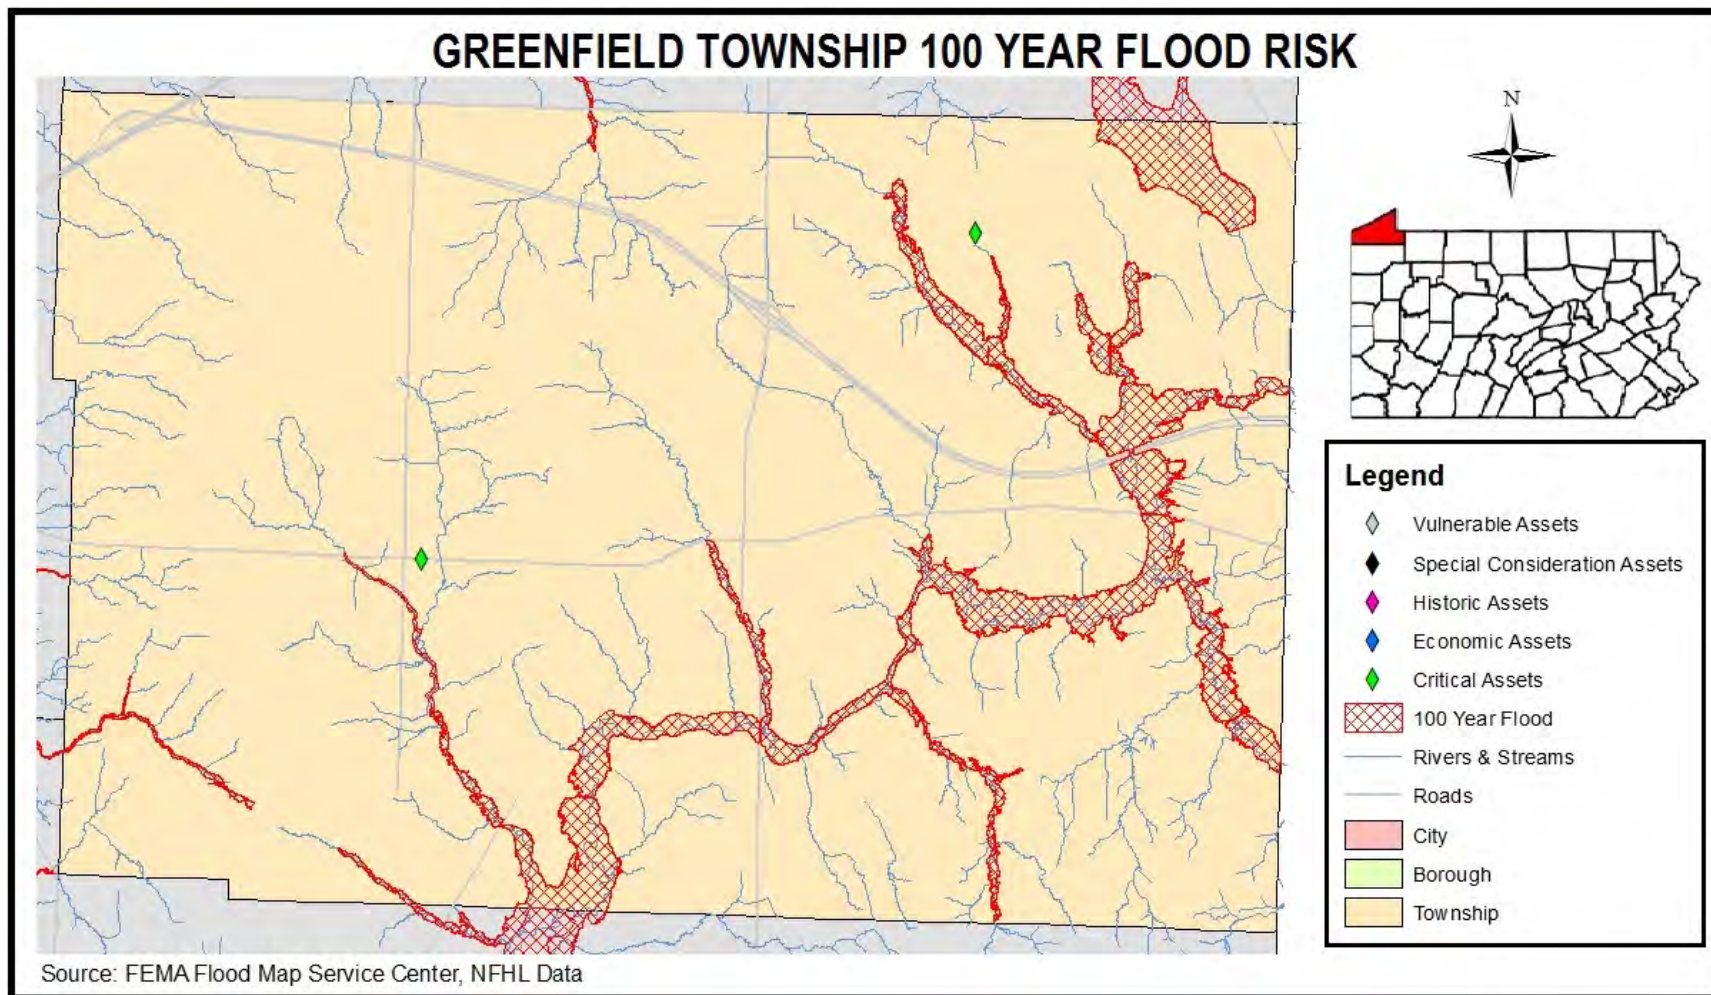 GREENFIELD TOWNSHIP 100 YEAR FLOOD RISK
N
Legend
Vulnerable Assets
Special Consideration Assets
Historic Assets
Economic Assets
Critical Assets
100 Year Flood
Rivers & Streams
Roads
City
Borough
Township
Source: FEMA Flood Map Service Center, NFHL Data